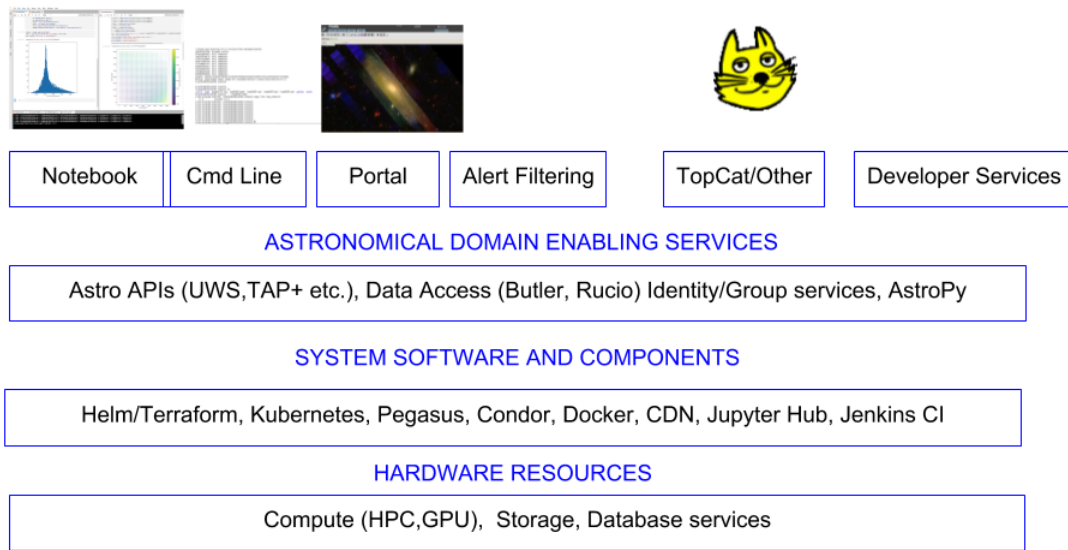 Notebook
Cmd Line
Portal
Alert Filtering
TopCat/Other
Developer Services
ASTRONOMICAL DOMAIN ENABLING SERVICES
Astro APIs (UWS,TAP+ etc.), Data Access (Butler, Rucio) Identity/Group services, AstroPy
SYSTEM SOFTWARE AND COMPONENTS
Helm/Terraform, Kubernetes, Pegasus, Condor, Docker, CDN, Jupyter Hub, Jenkins CI
HARDWARE RESOURCES
Compute (HPC,GPU),  Storage, Database services